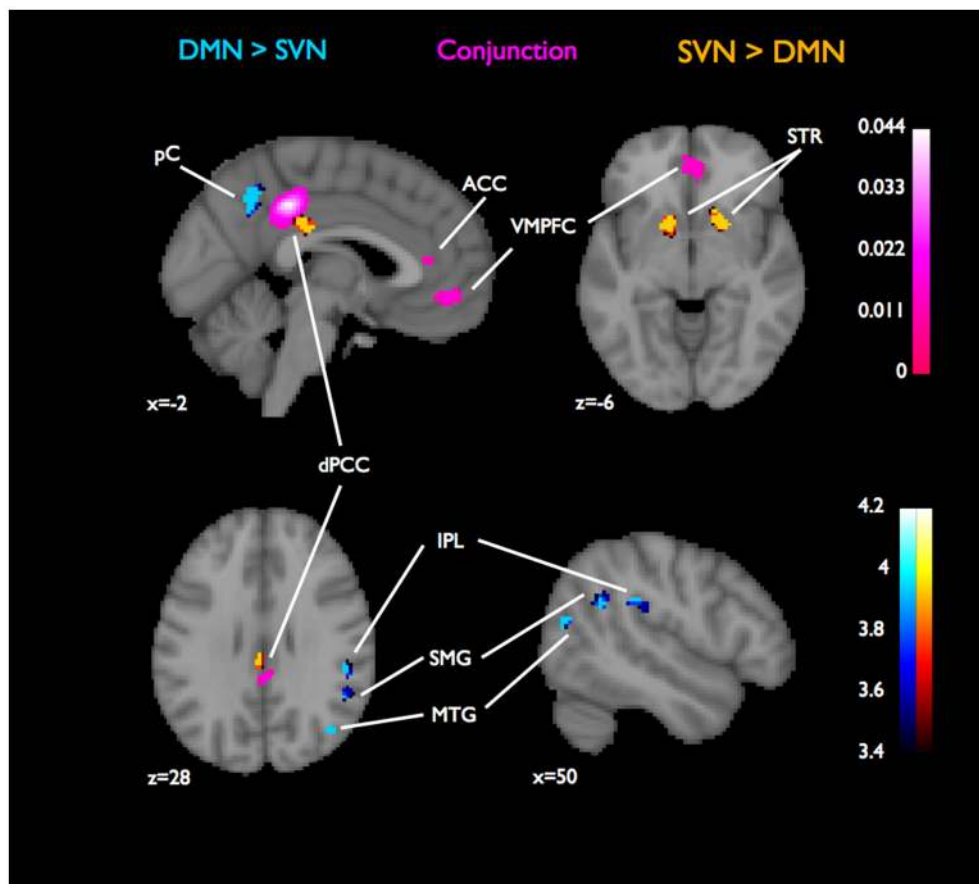 DMN > SVN
Conjunction
SVN > DMN
pC
ACC
VMPFC
STR
0.044
0.033
0.022
0.011
0
x=-2
z=-6
dPCC
IPL
SMG
MTG
4.2
4
3.8
3.6
3.4
z=28
x=50